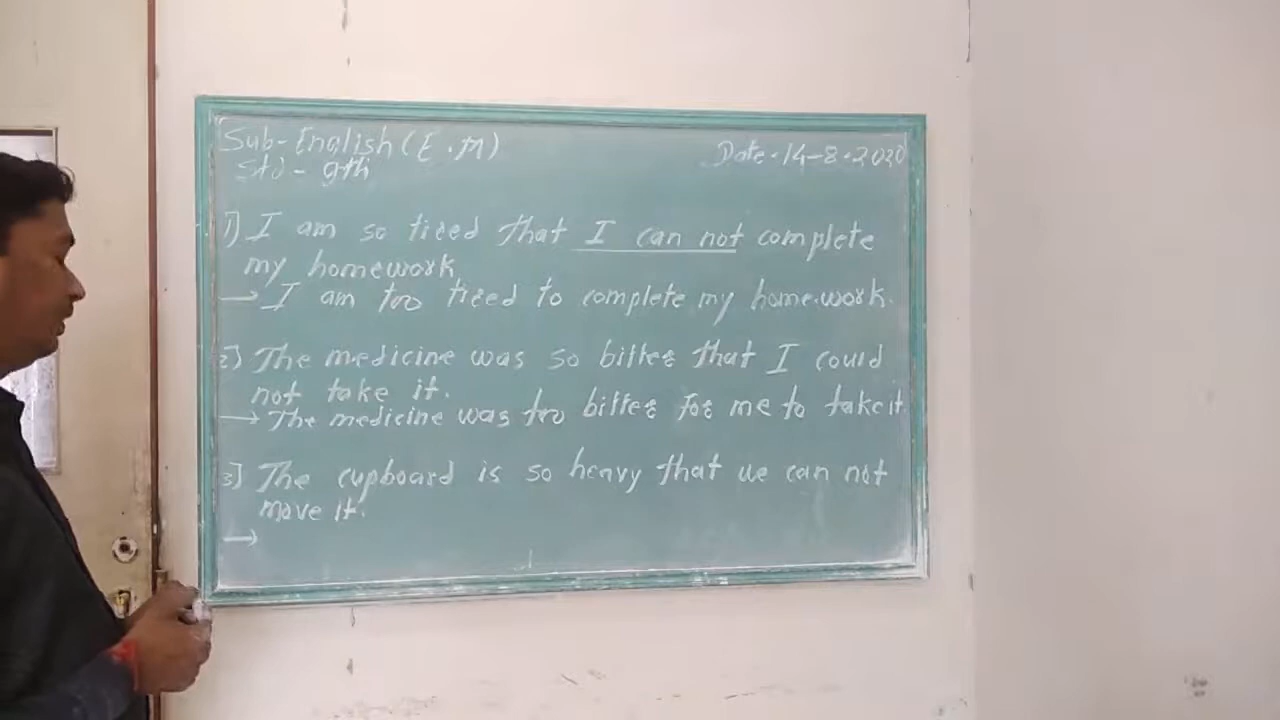 Sub-English (E.M)
Date-14-8-2020
Std - 9th
1] I am so tired that I can not complete
my homework
→ I am too tired to complete my homework.
2] The medicine was so bitter that I could
not take it.
→ The medicine was too bitter for me to take it
3] The cupboard is so heavy that we can not
move it.
→